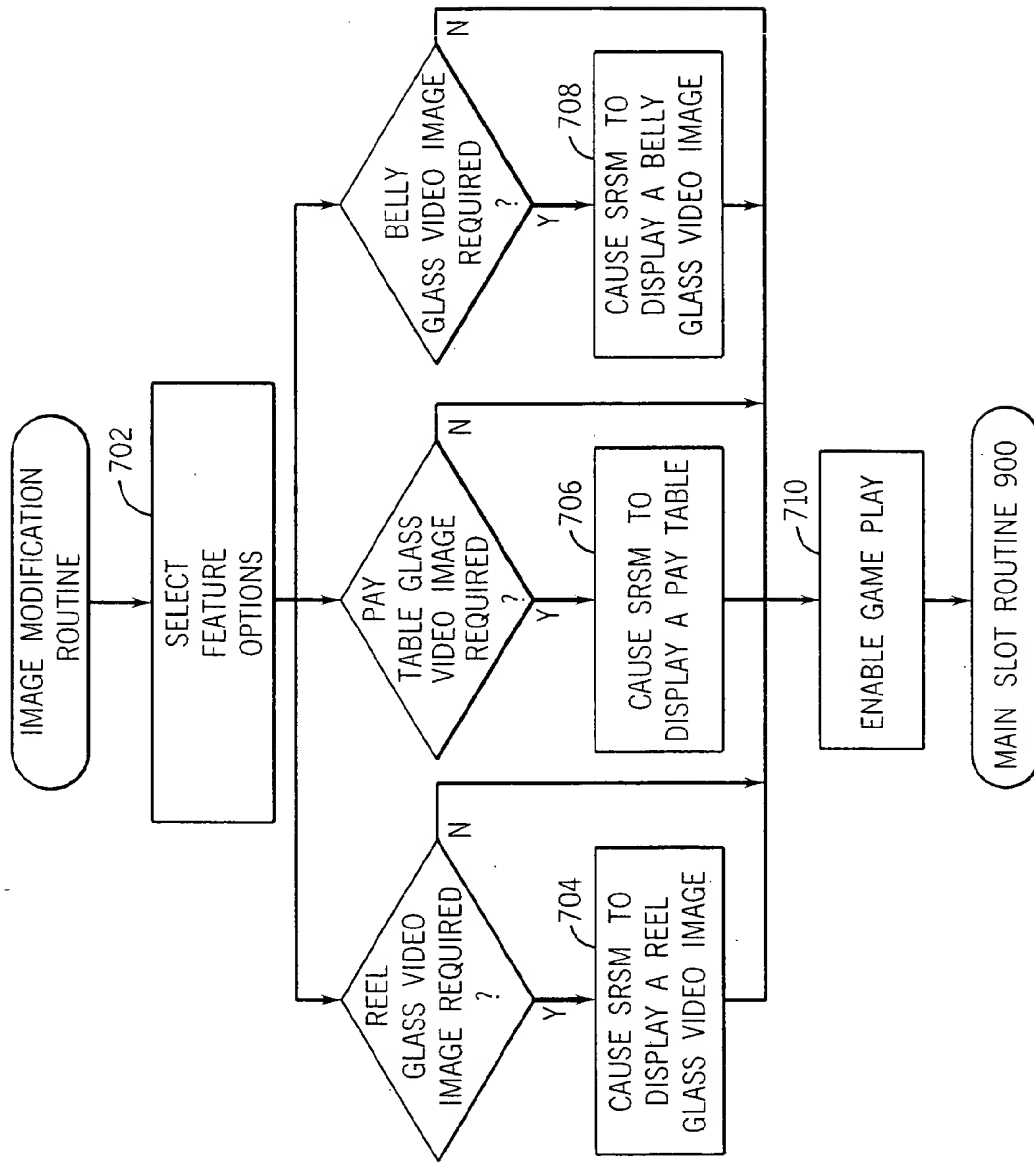 IMAGE MODIFICATION
ROUTINE
702
SELECT
FEATURE
OPTIONS
REEL
GLASS VIDEO
IMAGE REQUIRED
?
N
Y
704
CAUSE SRSM TO
DISPLAY A REEL
GLASS VIDEO IMAGE
PAY
TABLE GLASS
VIDEO IMAGE
REQUIRED
?
N
Y
706
CAUSE SRSM TO
DISPLAY A PAY TABLE
BELLY
GLASS VIDEO IMAGE
REQUIRED
?
N
Y
708
CAUSE SRSM TO
DISPLAY A BELLY
GLASS VIDEO IMAGE
710
ENABLE GAME PLAY
MAIN SLOT ROUTINE 900